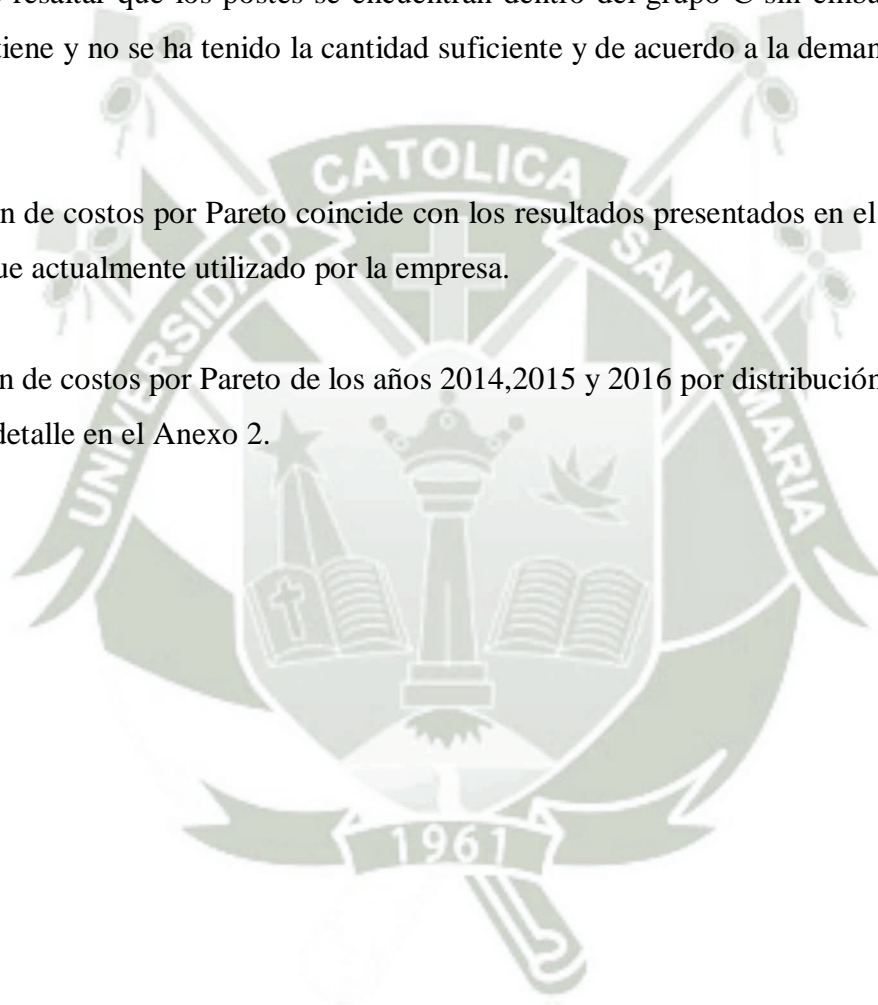 resaltar que los postes se encuentran dentro del grupo C sin
tiene y no se ha tenido la cantidad suficiente y de acuerdo a la
n de costos por Pareto coincide con los resultados presentados en el
ue actualmente utilizado por la empresa.
n de costos por Pareto de los años 2014,2015 y 2016 por distribución
detalle en el Anexo 2.
UNIVERSIDAD CATOLICA SANTA MARIA
1961